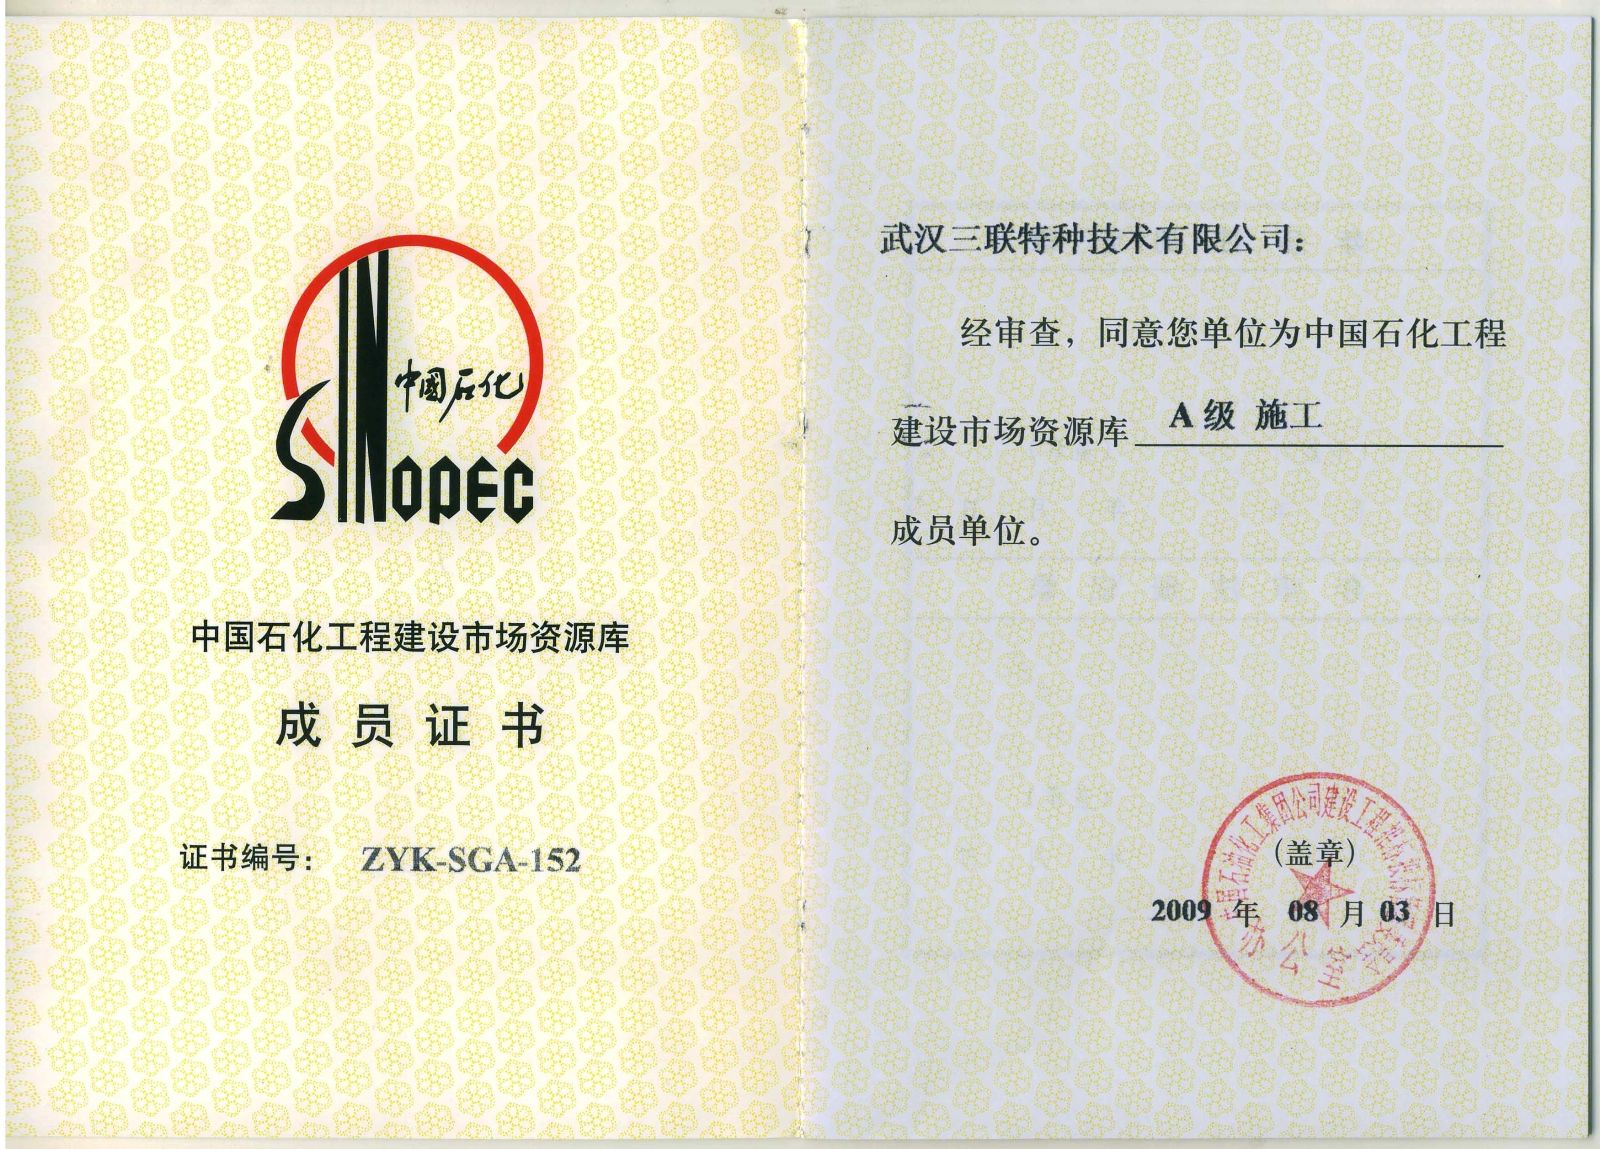 中國石化
SINOPEC
中国石化工程建设市场资源库
成员证书
证书编号： ZYK-SGA-152
武汉三联特种技术有限公司：
经审查，同意您单位为中国石化工程
建设市场资源库 A级 施工
成员单位。
(盖章)
2009 年 08 月 03 日
办公室